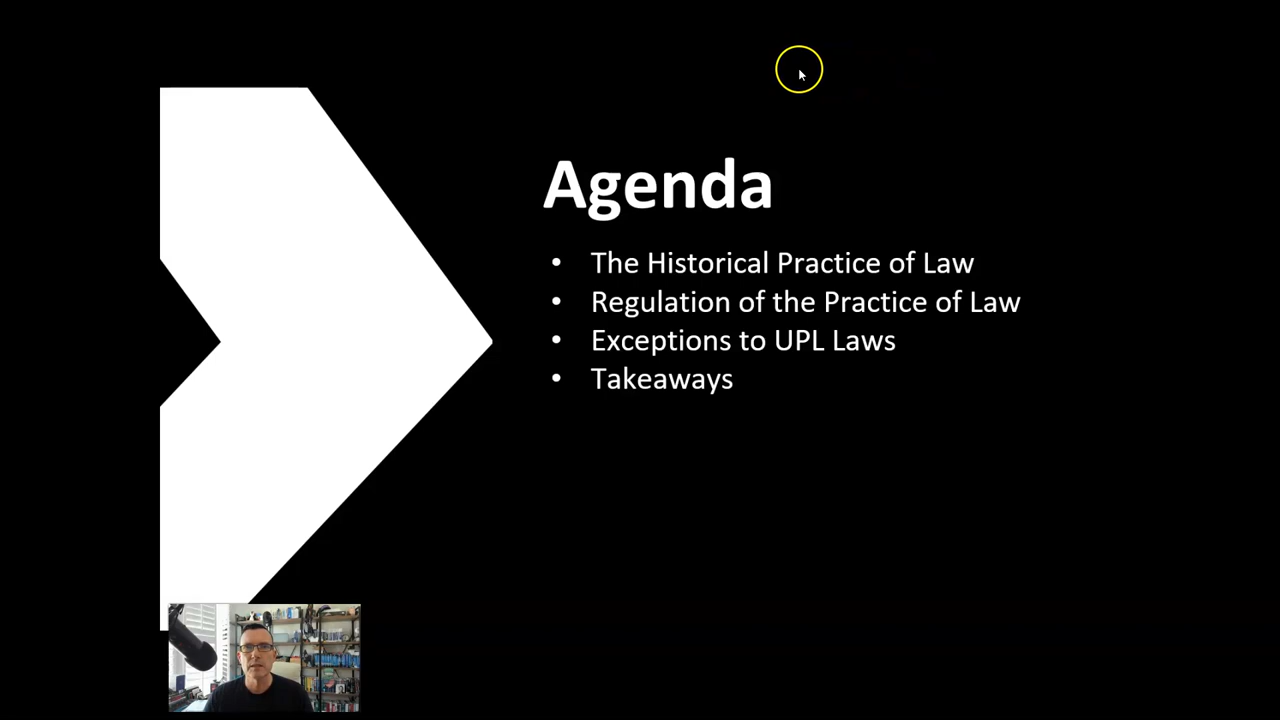 Agenda
• The Historical Practice of Law
• Regulation of the Practice of Law
• Exceptions to UPL Laws
• Takeaways